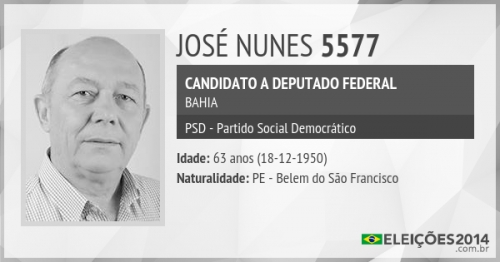 JOSÉ NUNES 5577
CANDIDATO A DEPUTADO FEDERAL
BAHIA
PSD - Partido Social Democrático
Idade: 63 anos (18-12-1950)
Naturalidade: PE - Belem do São Francisco
ELEIÇÕES2014
.com.br